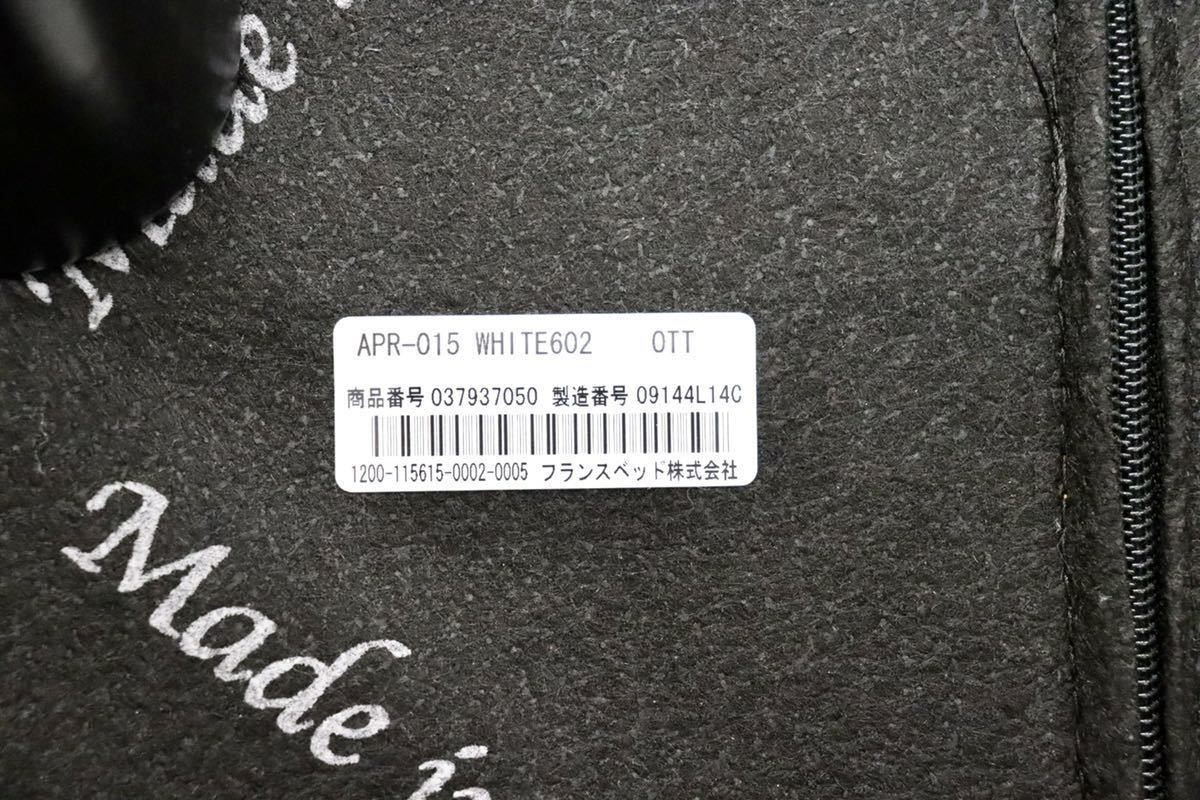 APR-015 WHITE602 OTT
商品番号 037937050 製造番号 09144L14C
1200-115615-0002-0005 フランスベッド株式会社
Made